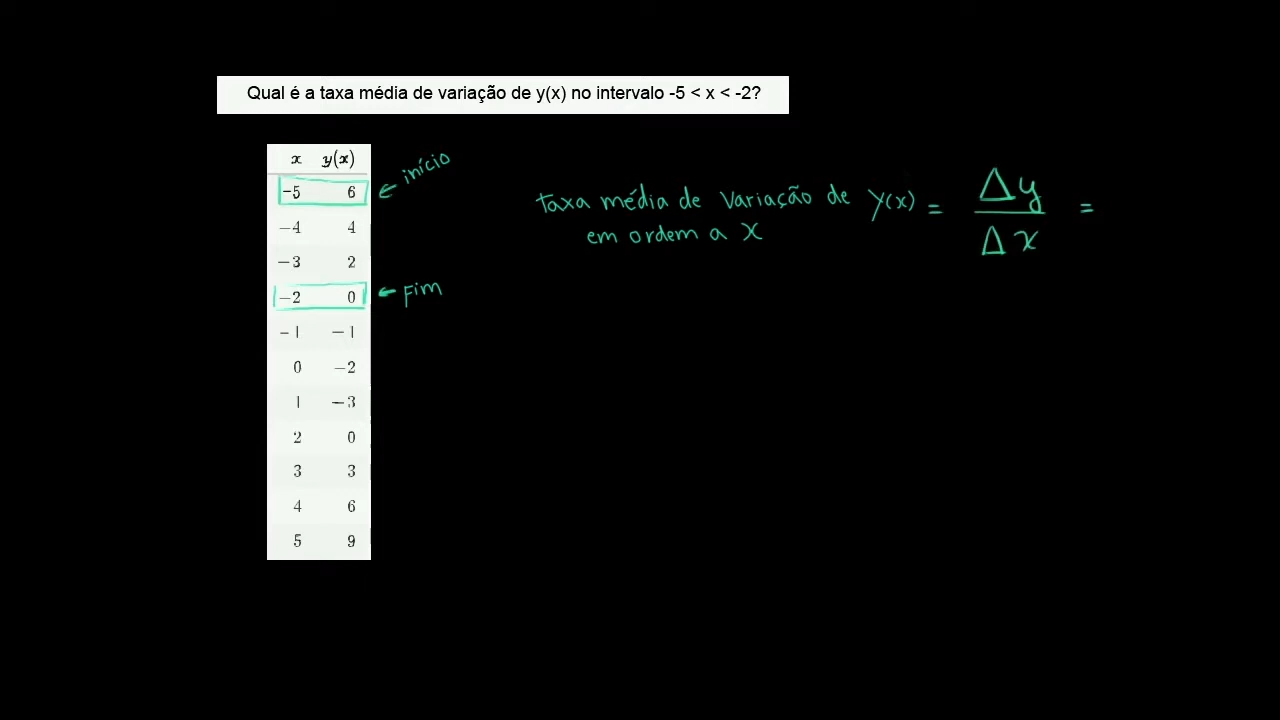 Qual é a taxa média de variação de y(x) no intervalo -5 < x < -2?
x y(x)
-5 6
-4 4
-3 2
-2 0
-1 -1
0 -2
1 -3
2 0
3 3
4 6
5 9
← início
← Fim
taxa média de variação de y(x) = Δy/Δx =
em ordem a x